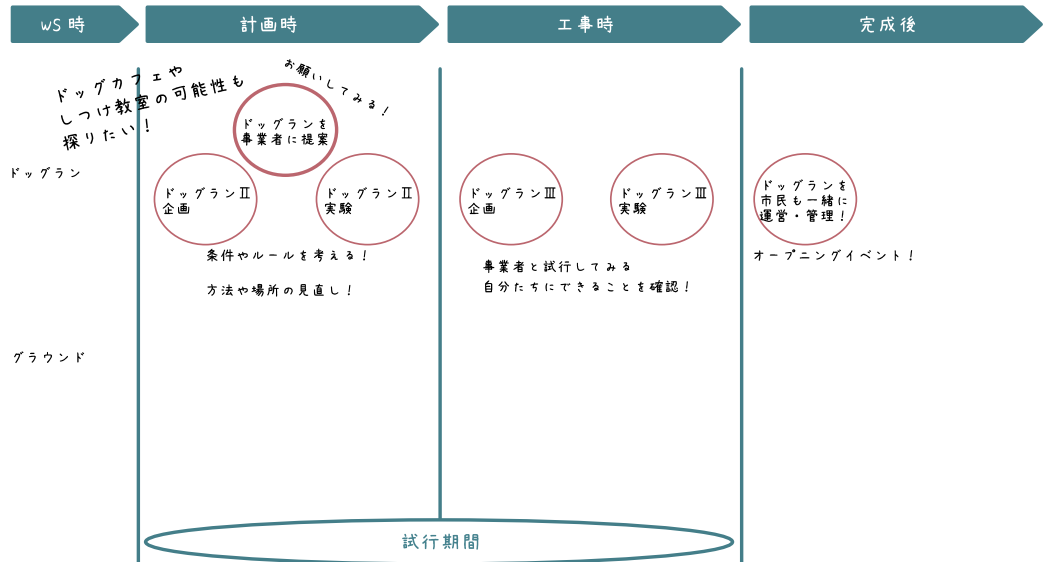 WS 時
計画時
工事時
完成後
ドッグカフェや
しつけ教室の可能性も
探りたい！
お願いしてみる！
ドッグランを
事業者に提案
ドッグラン
ドッグランⅡ
企画
ドッグランⅡ
実験
ドッグランⅢ
企画
ドッグランⅢ
実験
ドッグランを
市民も一緒に
運営・管理！
条件やルールを考える！
方法や場所の見直し！
事業者と試行してみる
自分たちにできることを確認！
オープニングイベント！
グラウンド
試行期間